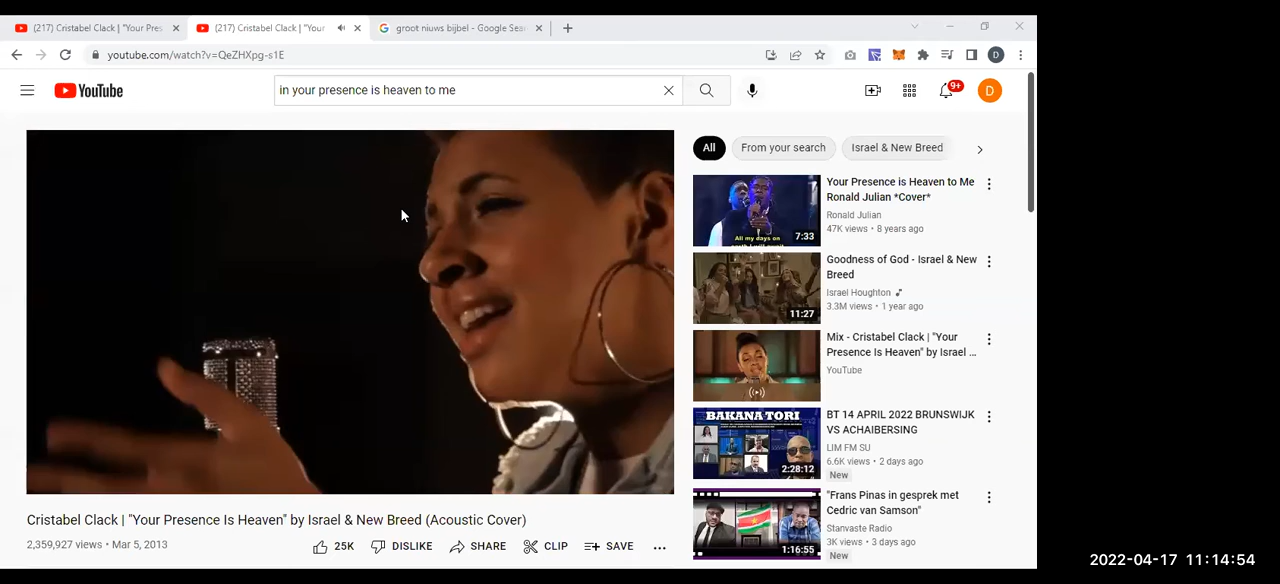 (217) Cristabel Clack | "Your Pres
(217) Cristabel Clack | "Your
groot niuws bijbel - Google Sea
youtube.com/watch?v=QeZHXpg-s1E
D
YouTube
in your presence is heaven to me
9+
D
All
From your search
Israel & New Breed
Your Presence is Heaven to Me
Ronald Julian *Cover*
Ronald Julian
47K views • 8 years ago
All my days on
7:33
Goodness of God - Israel & New
Breed
Israel Houghton
3.3M views • 1 year ago
11:27
Mix - Cristabel Clack | "Your
Presence Is Heaven" by Israel ...
YouTube
BAKANA TORI
BT 14 APRIL 2022 BRUNSWIJK
VS ACHAIBERSING
LIM FM SU
6.6K views • 2 days ago
New
2:28:12
"Frans Pinas in gesprek met
Cedric van Samson"
Stanvaste Radio
3K views • 3 days ago
New
1:16:55
Cristabel Clack | "Your Presence Is Heaven" by Israel & New Breed (Acoustic Cover)
2,359,927 views • Mar 5, 2013
25K
DISLIKE
SHARE
CLIP
SAVE
2022-04-17 11:14:54